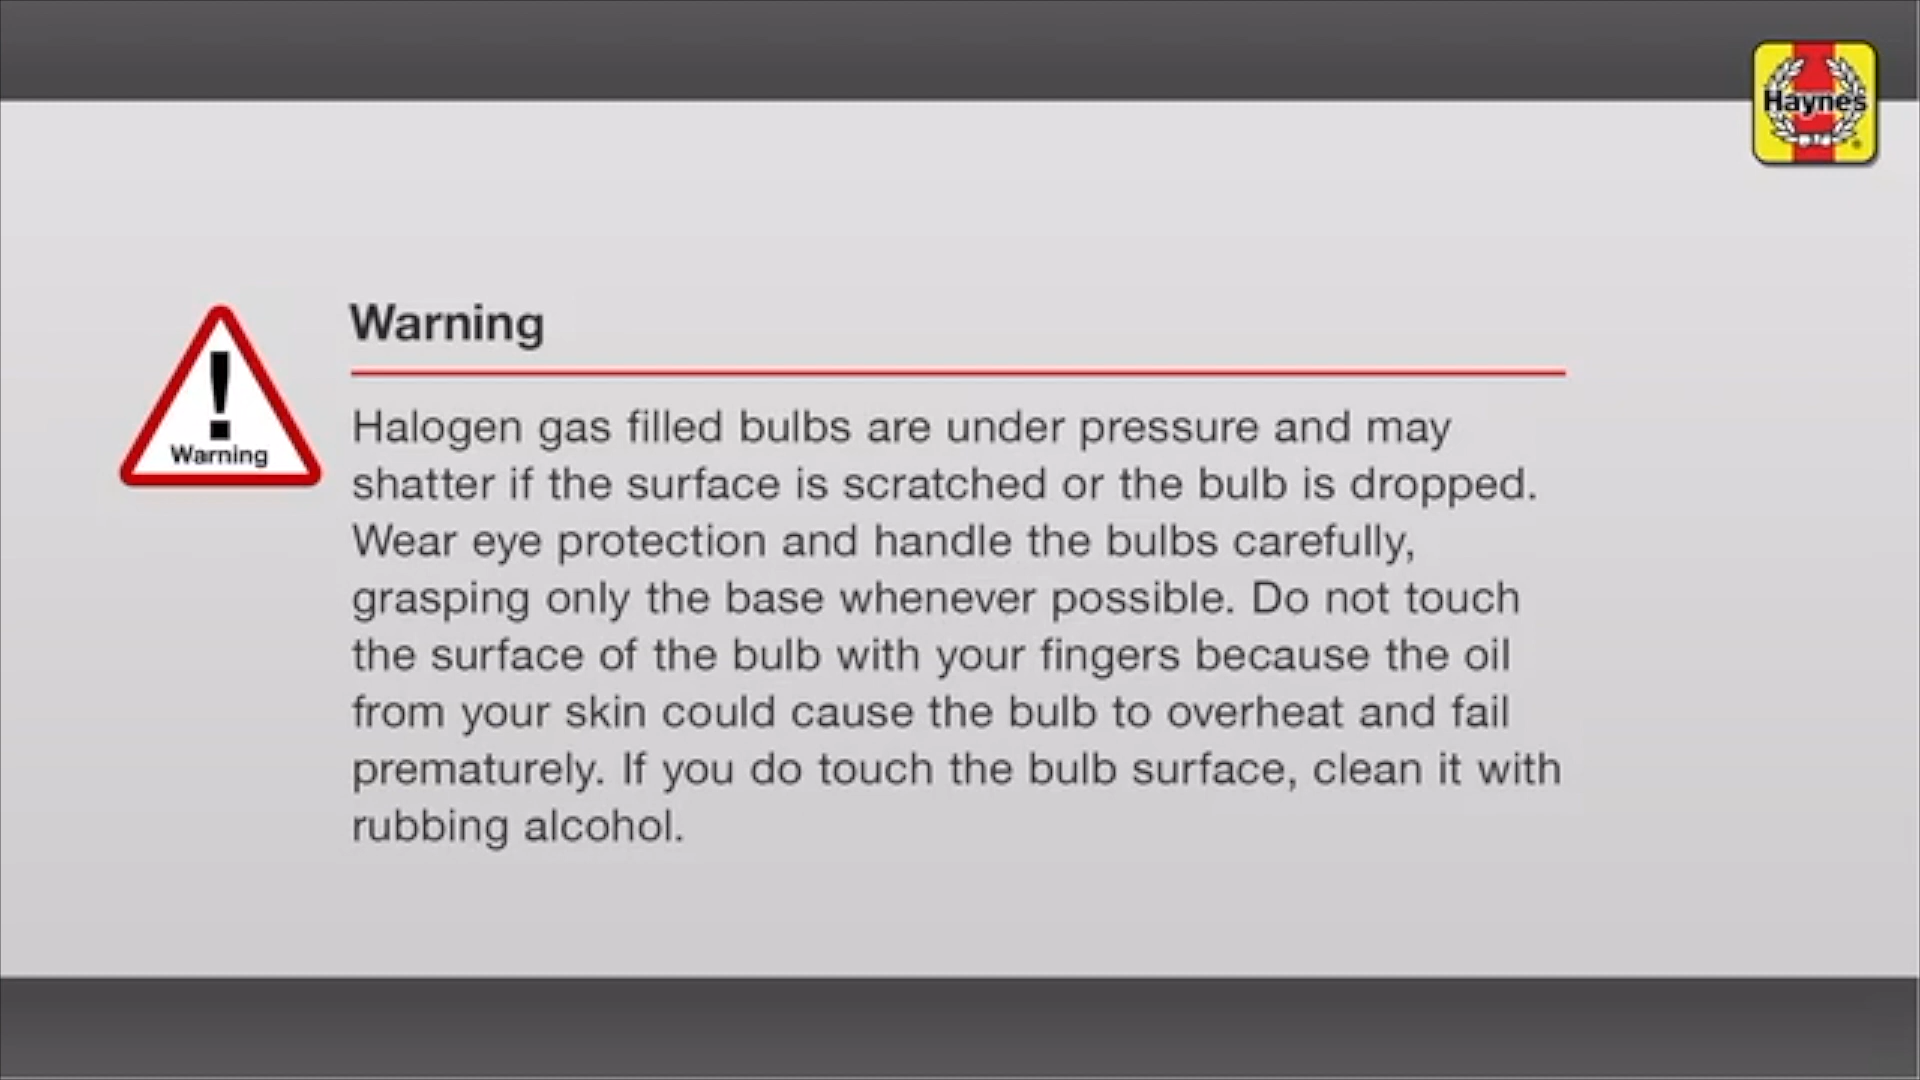 Haynes
Warning
Warning
Halogen gas filled bulbs are under pressure and may
shatter if the surface is scratched or the bulb is dropped.
Wear eye protection and handle the bulbs carefully,
grasping only the base whenever possible. Do not touch
the surface of the bulb with your fingers because the oil
from your skin could cause the bulb to overheat and fail
prematurely. If you do touch the bulb surface, clean it with
rubbing alcohol.